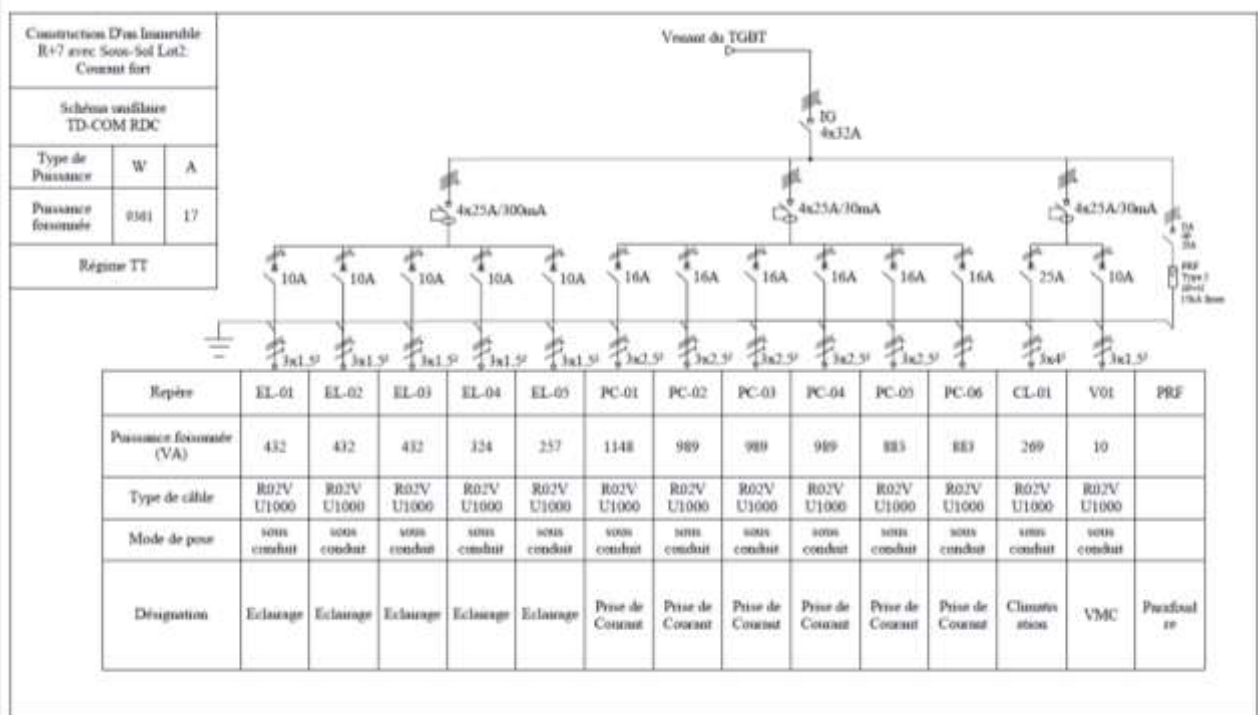 Construction D'un Immeuble
R+7 avec Sous-Sol Lot2:
Courant fort
Schéma unifilaire
TD-COM RDC
Type de
Puissance
W
A
Puissance
foisonnée
17
Régime TT
Venant du TGBT
IG
4x32A
4x25A/300mA
4x25A/30mA
4x25A/30mA
10A
10A
10A
10A
10A
16A
16A
16A
16A
16A
16A
25A
10A
PRF
3x1.5²
3x1.5²
3x1.5²
3x1.5²
3x1.5²
3x2.5²
3x2.5²
3x2.5²
3x2.5²
3x2.5²
3x4²
3x1.5²
Repère EL-01 EL-02 EL-03 EL-04 EL-05 PC-01 PC-02 PC-03 PC-04 PC-05 PC-06 CL-01 V01 PRF
Puissance foisonnée
(VA)
432 432 432 324 257 1148 989 989 989 883 883 269 10
Type de câble
R02V R02V R02V R02V R02V R02V R02V R02V R02V R02V R02V R02V R02V
U1000 U1000 U1000 U1000 U1000 U1000 U1000 U1000 U1000 U1000 U1000 U1000 U1000
Mode de pose
sous sous sous sous sous sous sous sous sous sous sous sous sous
conduit conduit conduit conduit conduit conduit conduit conduit conduit conduit conduit conduit conduit
Désignation Eclairage Eclairage Eclairage Eclairage Eclairage
Prise de Prise de Prise de Prise de Prise de Prise de
Courant Courant Courant Courant Courant Courant
Climatis
ation
VMC
Parafoud
re